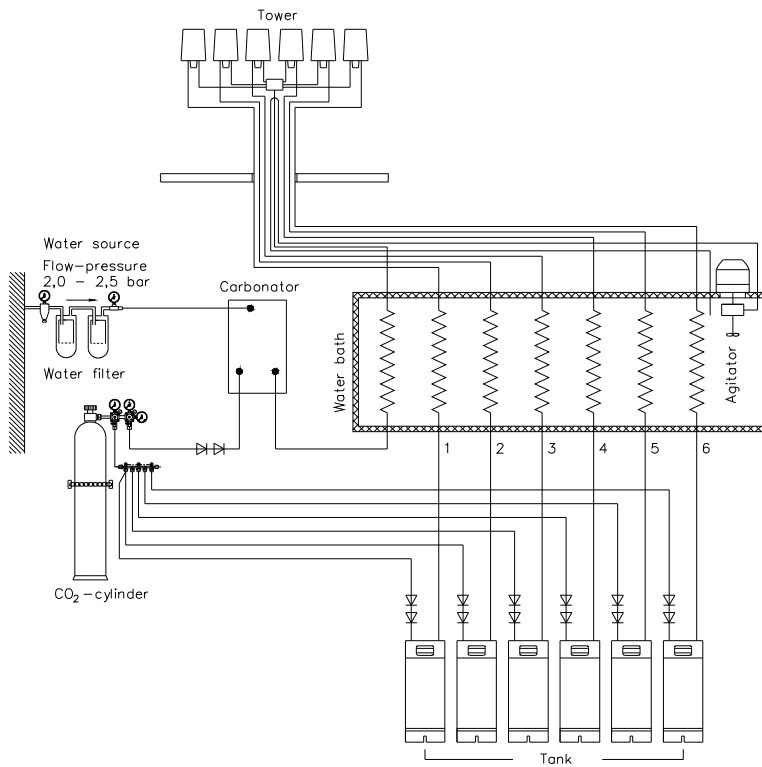 Tower
Water source
Flow-pressure
2,0 - 2,5 bar
Carbonator
Water filter
Water bath
Agitator
1 2 3 4 5 6
CO₂-cylinder
Tank